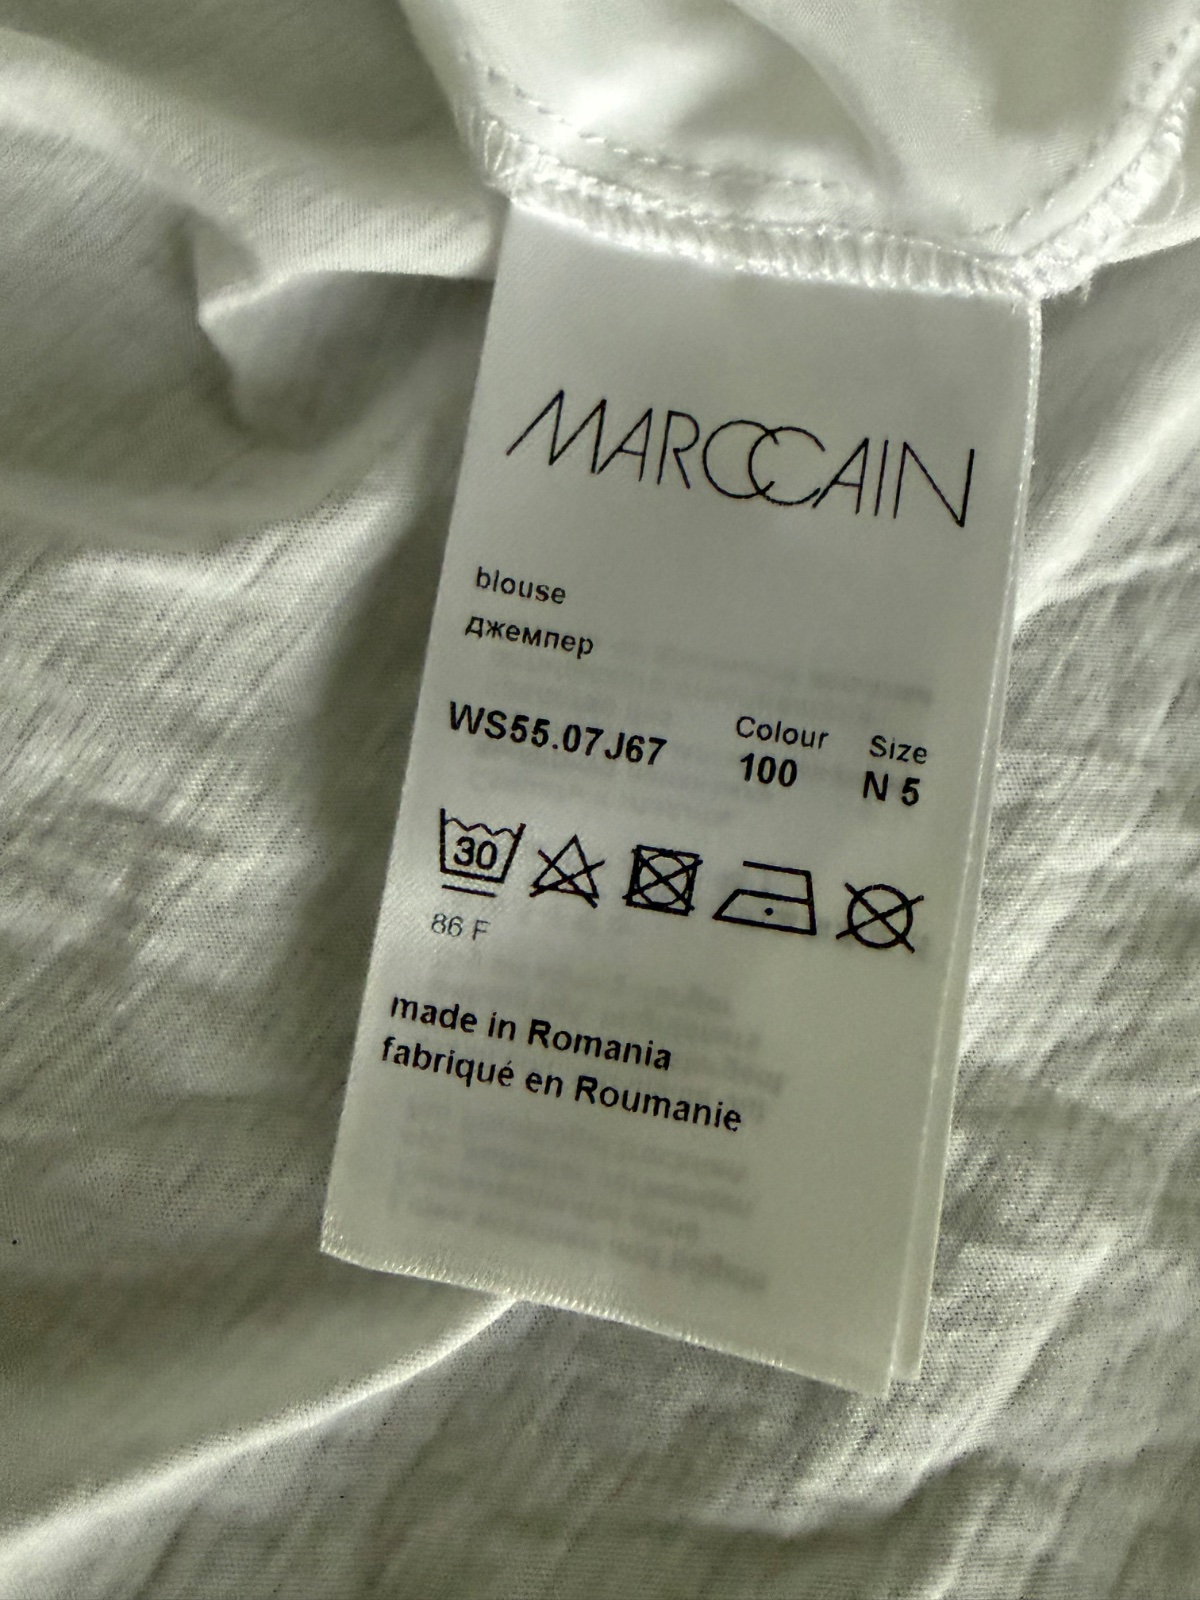 MARCCAIN
blouse
джемпер
WS55.07J67 Colour 100 Size N 5
30
86 F
made in Romania
fabriqué en Roumanie